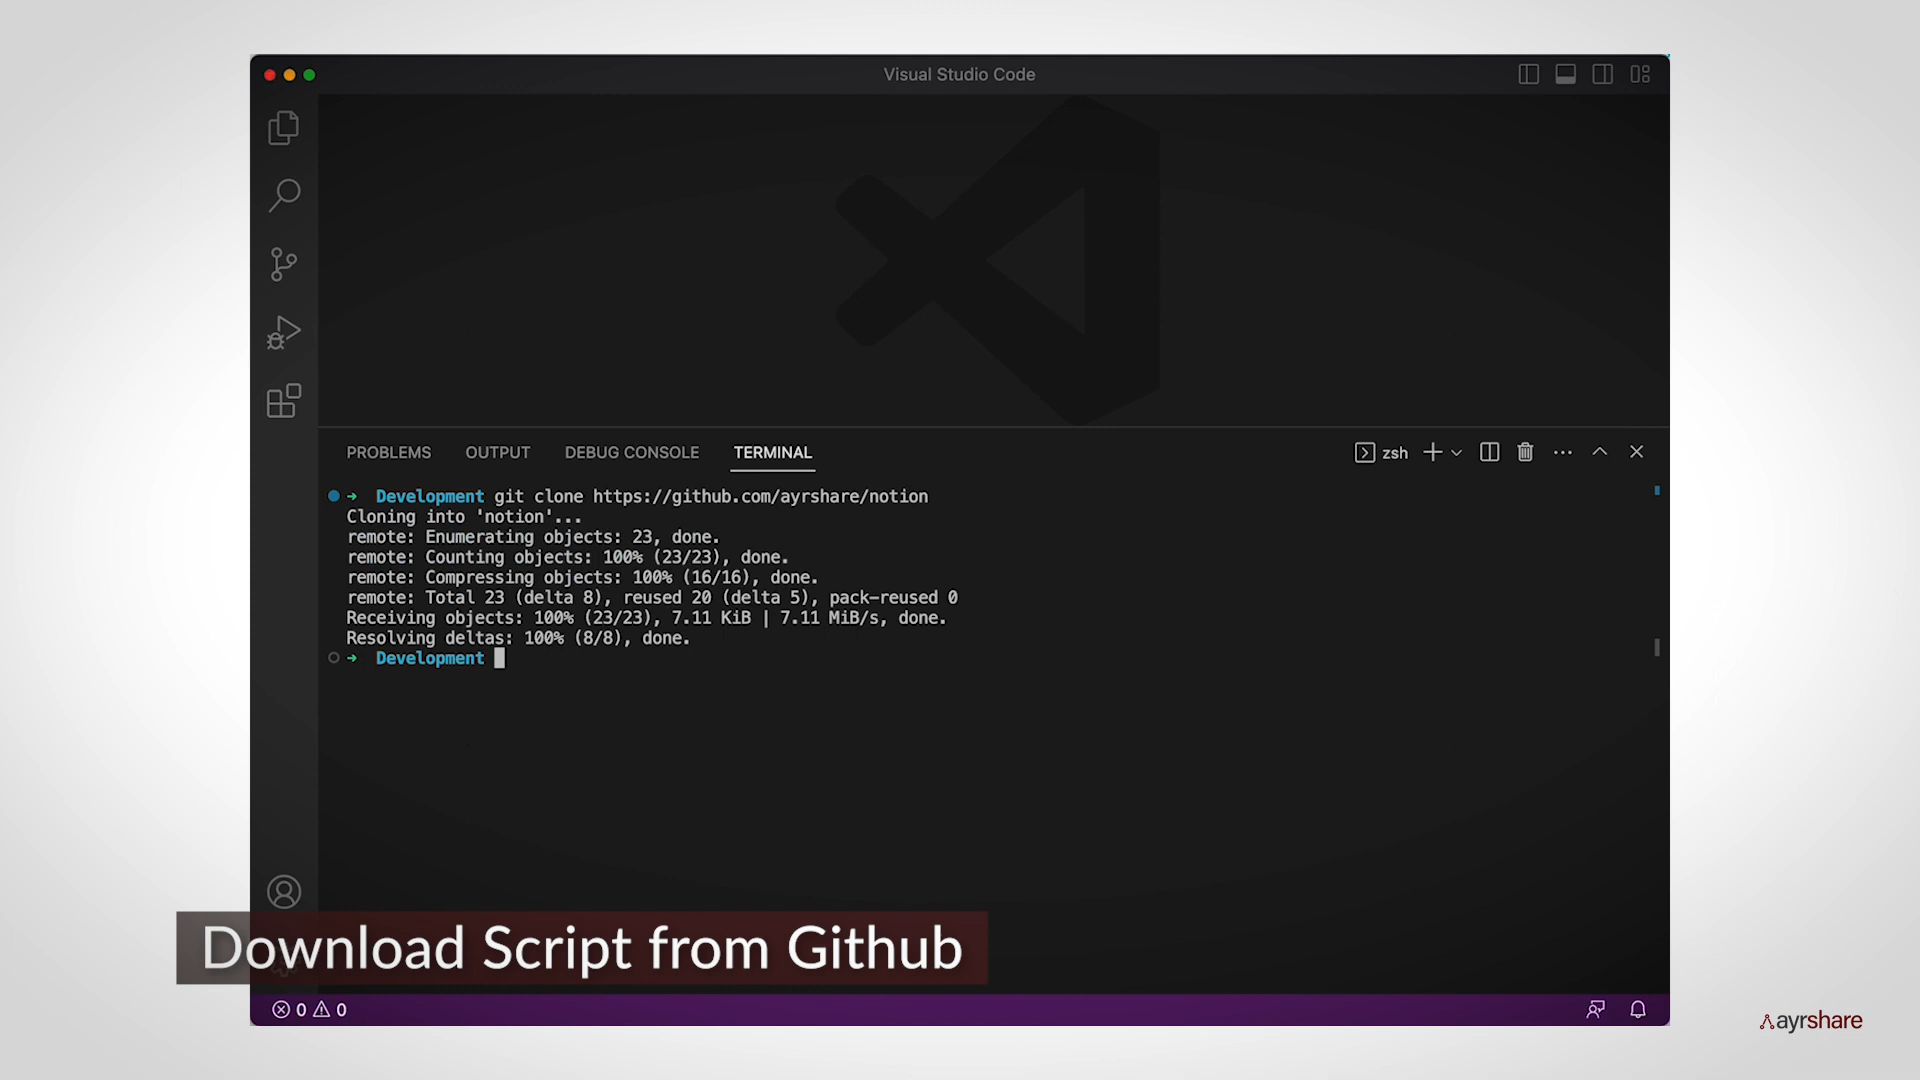 Visual Studio Code
PROBLEMS OUTPUT DEBUG CONSOLE TERMINAL zsh
➜ Development git clone https://github.com/ayrshare/notion
Cloning into 'notion'...
remote: Enumerating objects: 23, done.
remote: Counting objects: 100% (23/23), done.
remote: Compressing objects: 100% (16/16), done.
remote: Total 23 (delta 8), reused 20 (delta 5), pack-reused 0
Receiving objects: 100% (23/23), 7.11 KiB | 7.11 MiB/s, done.
Resolving deltas: 100% (8/8), done.
➜ Development
Download Script from Github
0 0
ayrshare